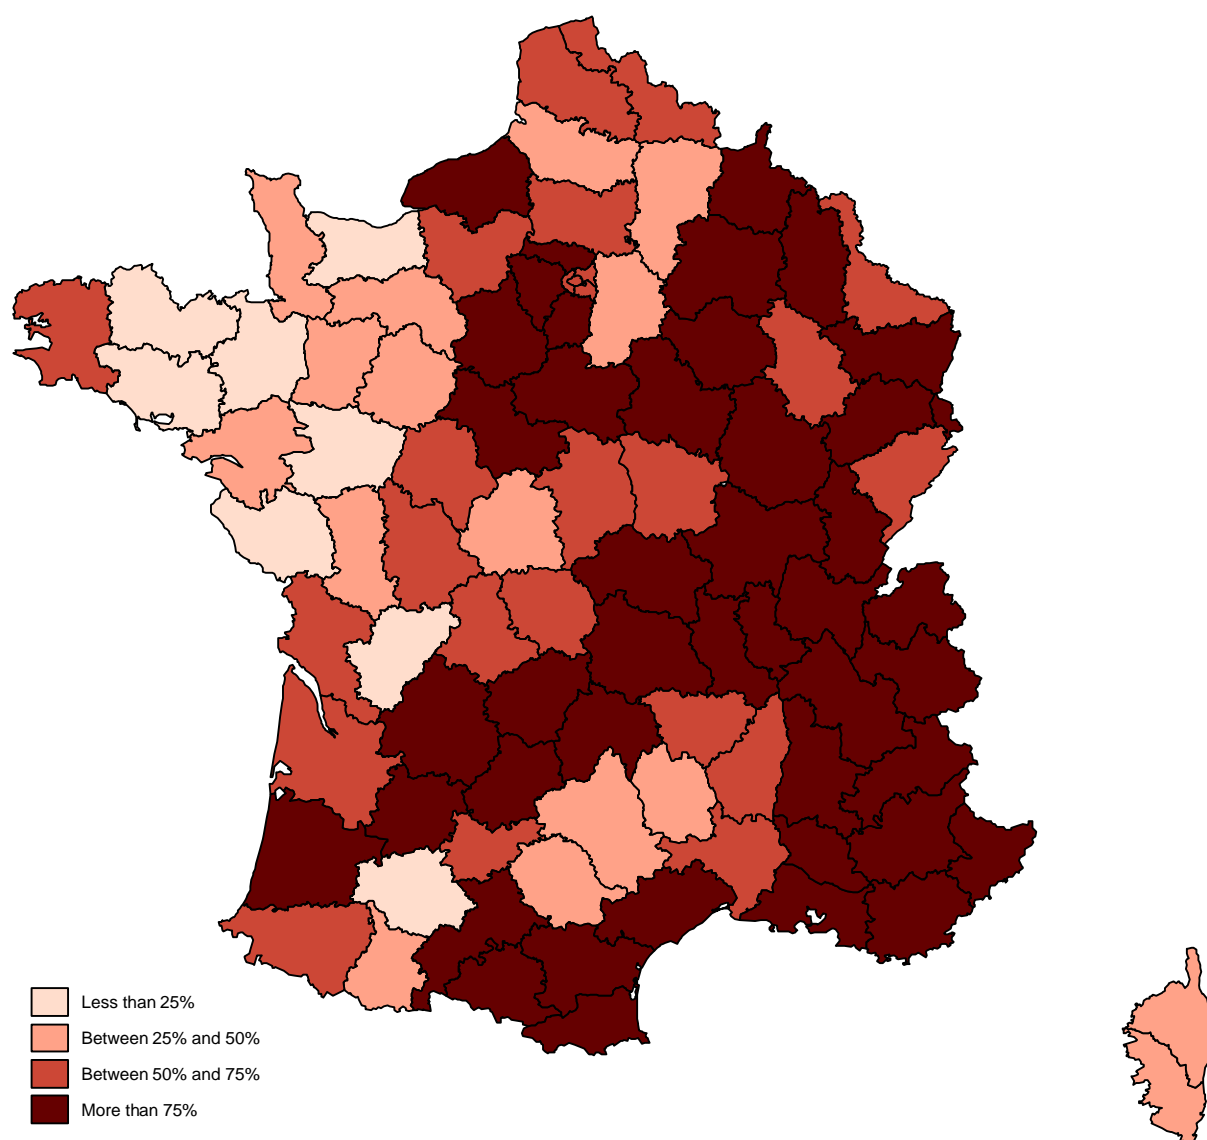 Less than 25%
Between 25% and 50%
Between 50% and 75%
More than 75%